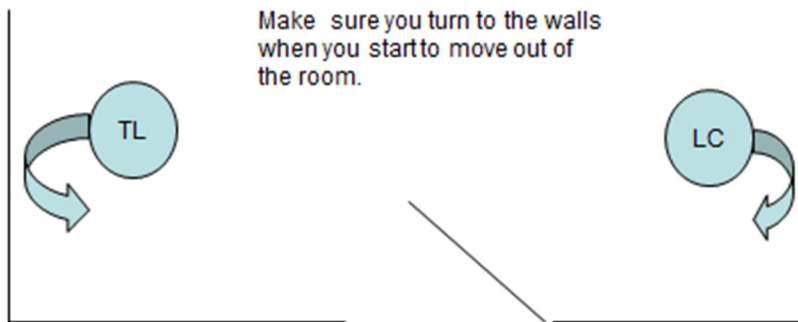 Make sure you turn to the walls
when you start to move out of
the room.
TL
LC